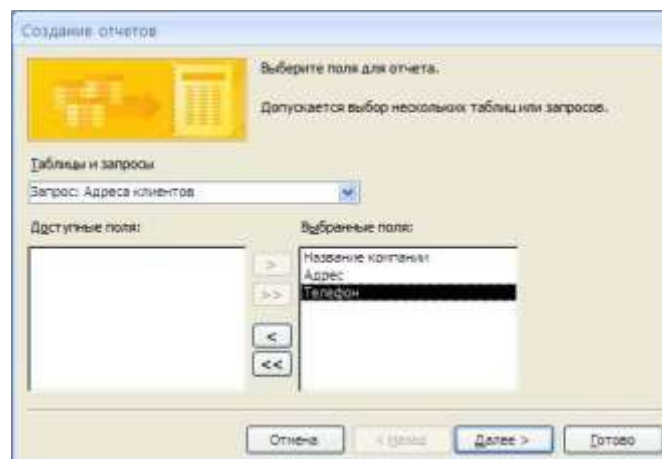 Создание отчетов
Выберите поля для отчета.
Допускается выбор нескольких таблиц или запросов.
Таблицы и запросы
Запрос: Адреса клиентов
Доступные поля:
Выбранные поля:
>
>>
<
<<
Название компании
Адрес
Телефон
Отмена
< Назад
Далее >
Готово